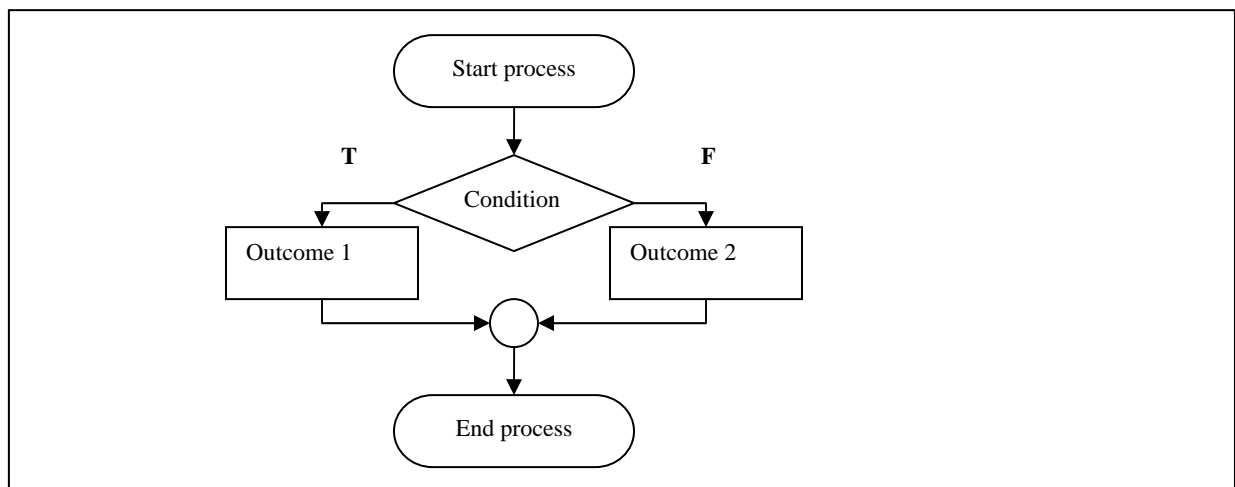 Start process
T
F
Condition
Outcome 1
Outcome 2
End process